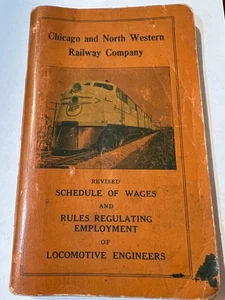 Chicago and North Western
Railway Company
REVISED
SCHEDULE OF WAGES
AND
RULES REGULATING
EMPLOYMENT
OF
LOCOMOTIVE ENGINEERS